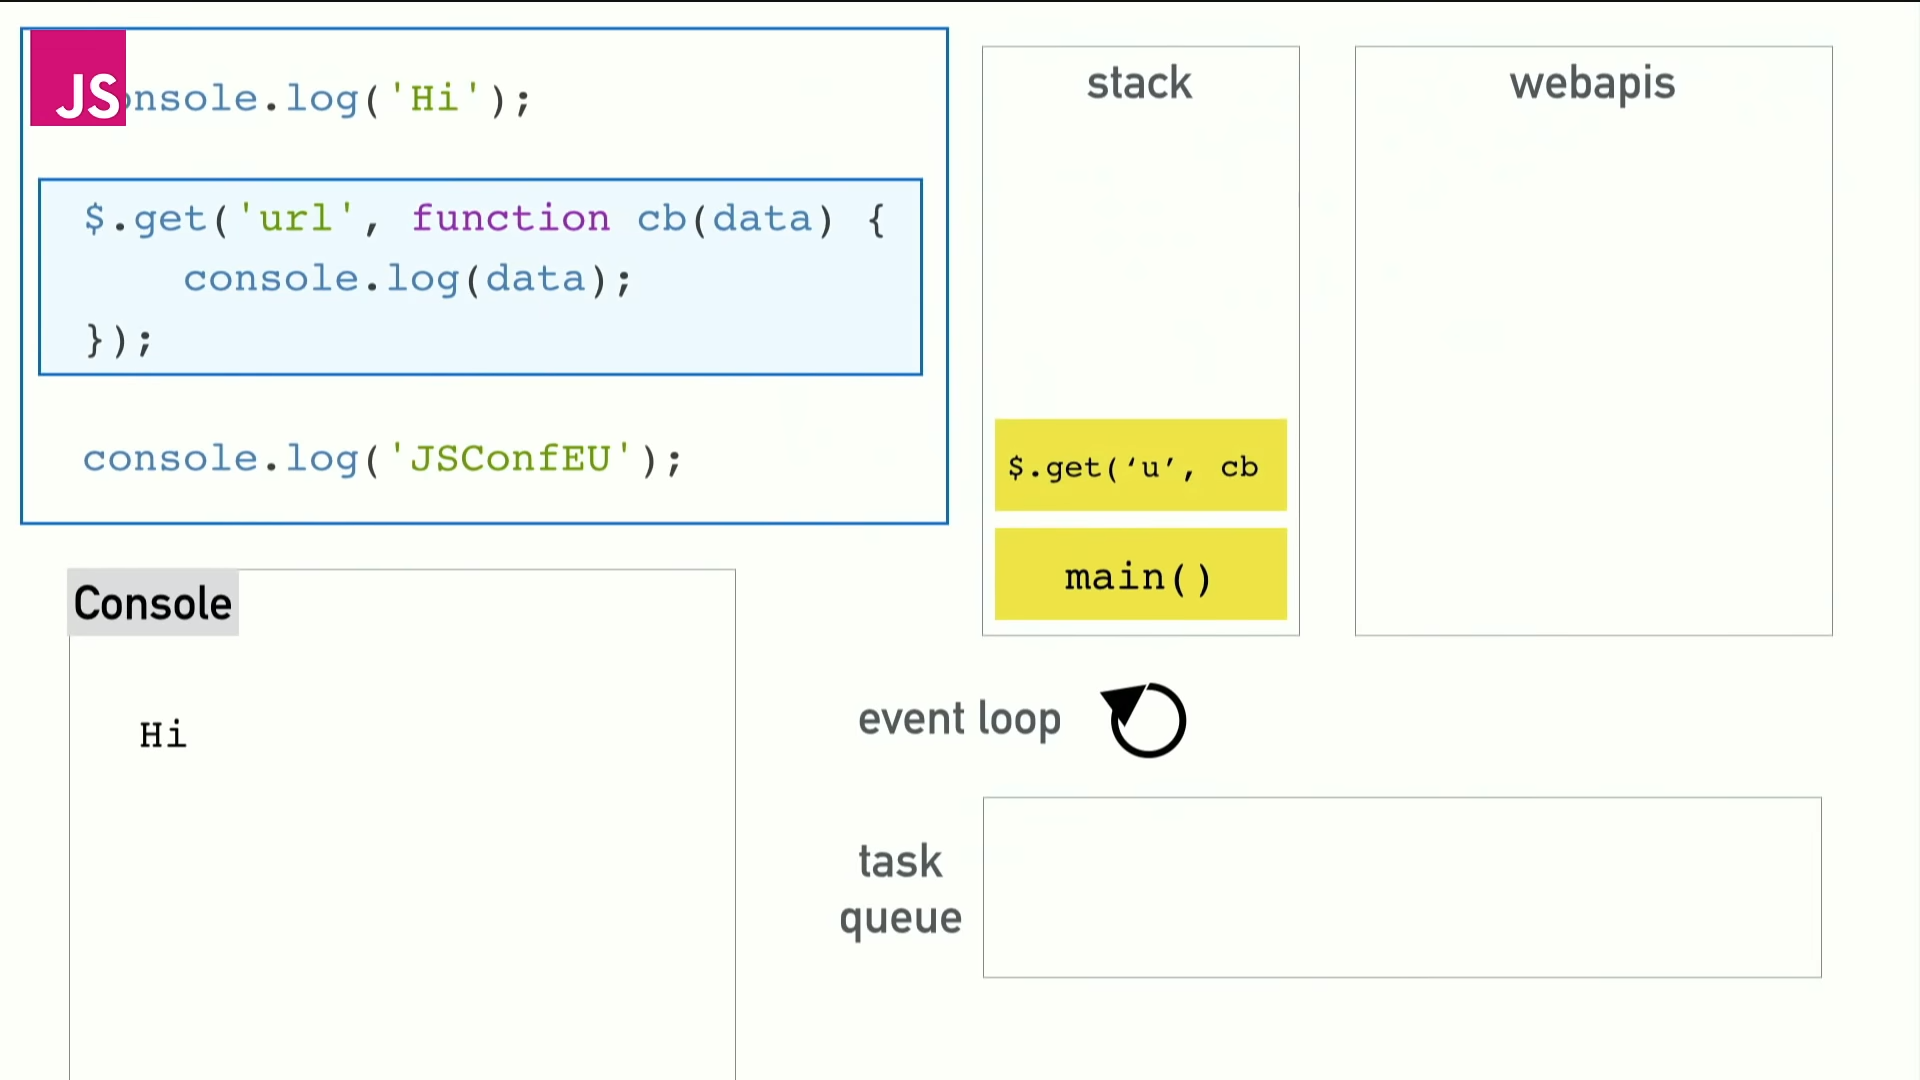 JS
nsole.log('Hi');
$.get('url', function cb(data) {
    console.log(data);
});
console.log('JSConfEU');
Console
Hi
stack
$.get(‘u’, cb
main()
webapis
event loop
task
queue